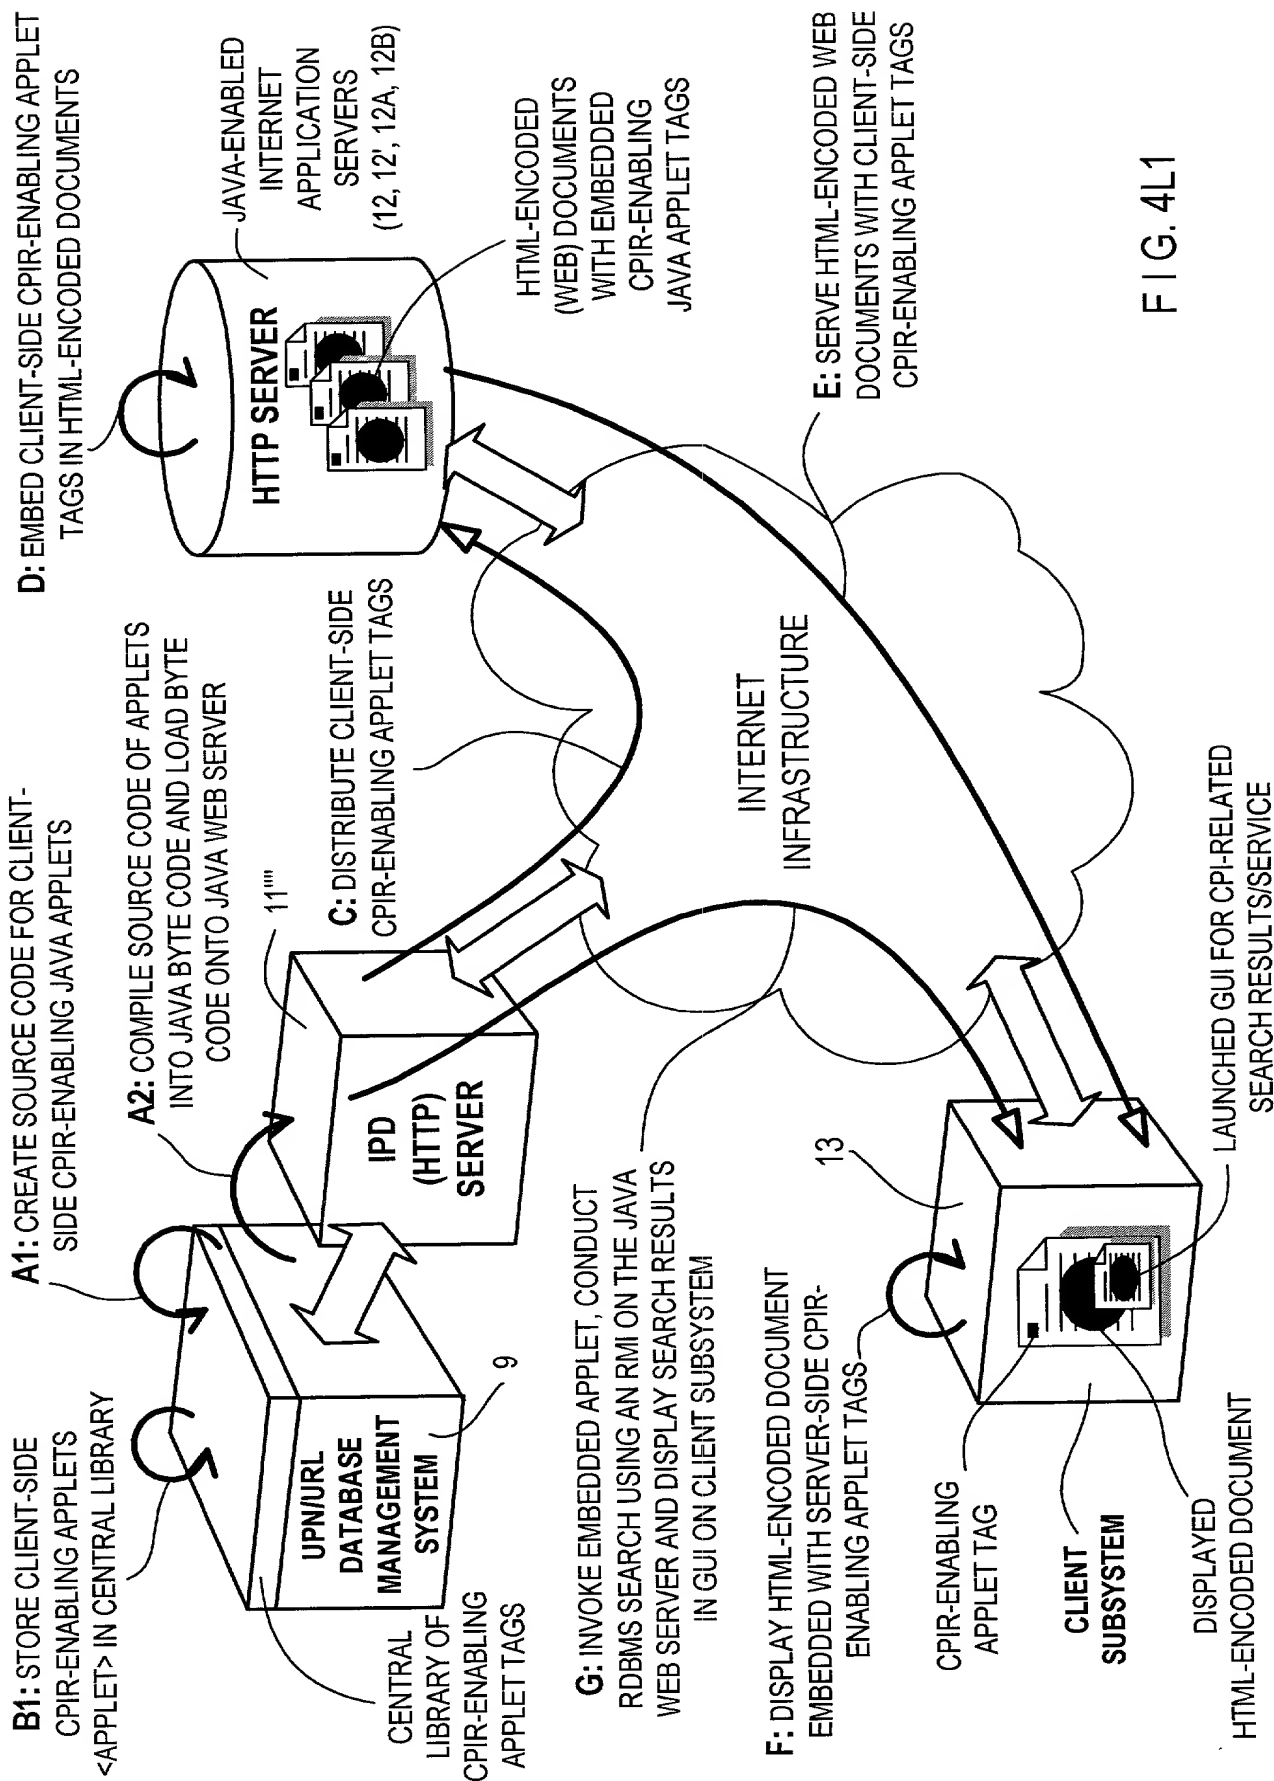 B1: STORE CLIENT-SIDE
CPIR-ENABLING APPLETS
<APPLET> IN CENTRAL LIBRARY
A1: CREATE SOURCE CODE FOR CLIENT-
SIDE CPIR-ENABLING JAVA APPLETS
A2: COMPILE SOURCE CODE OF APPLETS
INTO JAVA BYTE CODE AND LOAD BYTE
CODE ONTO JAVA WEB SERVER
D: EMBED CLIENT-SIDE CPIR-ENABLING APPLET
TAGS IN HTML-ENCODED DOCUMENTS
JAVA-ENABLED
INTERNET
APPLICATION
SERVERS
(12, 12', 12A, 12B)
HTTP SERVER
HTML-ENCODED
(WEB) DOCUMENTS
WITH EMBEDDED
CPIR-ENABLING
JAVA APPLET TAGS
11""
C: DISTRIBUTE CLIENT-SIDE
CPIR-ENABLING APPLET TAGS
UPN/URL
DATABASE
MANAGEMENT
SYSTEM
9
IPD
(HTTP)
SERVER
CENTRAL
LIBRARY OF
CPIR-ENABLING
APPLET TAGS
G: INVOKE EMBEDDED APPLET, CONDUCT
RDBMS SEARCH USING AN RMI ON THE JAVA
WEB SERVER AND DISPLAY SEARCH RESULTS
IN GUI ON CLIENT SUBSYSTEM
INTERNET
INFRASTRUCTURE
E: SERVE HTML-ENCODED WEB
DOCUMENTS WITH CLIENT-SIDE
CPIR-ENABLING APPLET TAGS
F: DISPLAY HTML-ENCODED DOCUMENT
EMBEDDED WITH SERVER-SIDE CPIR-
ENABLING APPLET TAGS
13
CPIR-ENABLING
APPLET TAG
CLIENT
SUBSYSTEM
DISPLAYED
HTML-ENCODED DOCUMENT
LAUNCHED GUI FOR CPI-RELATED
SEARCH RESULTS/SERVICE
FIG. 4L1